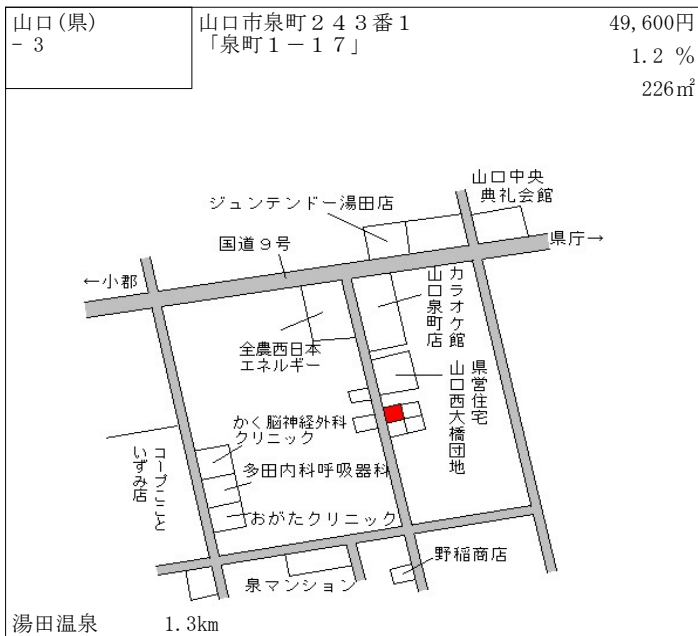 山口(県)
－3
山口市泉町２４３番１
「泉町１－１７」
49,600円
1.2 %
226㎡
山口中央
典礼会館
ジュンテンドー湯田店
国道９号
県庁→
←小郡
カラオケ館
山口泉町店
全農西日本
エネルギー
県営住宅
山口西大橋団地
かく脳神経外科
クリニック
コープここと
いずみ店
多田内科呼吸器科
おがたクリニック
野稲商店
泉マンション
湯田温泉 1.3km